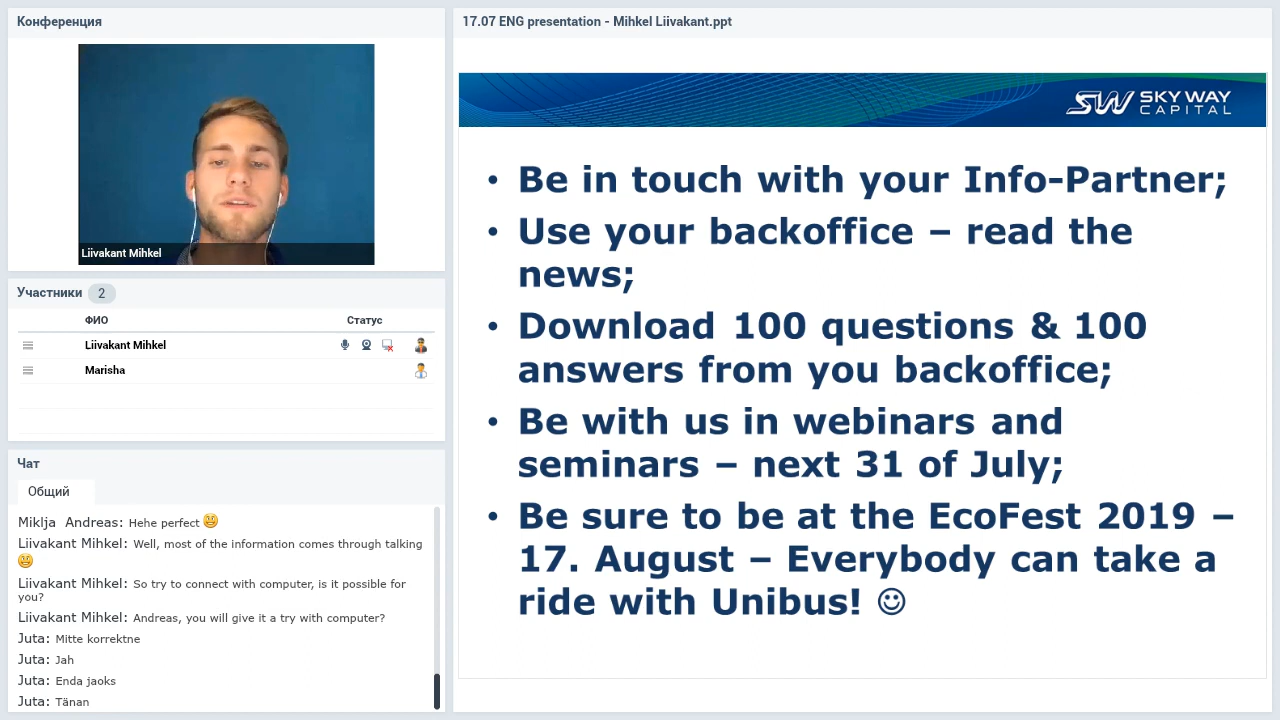 Конференция
Liivakant Mihkel
Участники 2
ФИО Статус
Liivakant Mihkel
Marisha
Чат
Общий
Miklja Andreas: Hehe perfect
Liivakant Mihkel: Well, most of the information comes through talking
Liivakant Mihkel: So try to connect with computer, is it possible for
you?
Liivakant Mihkel: Andreas, you will give it a try with computer?
Juta: Mitte korrektne
Juta: Jah
Juta: Enda jaoks
Juta: Tänan
17.07 ENG presentation - Mihkel Liivakant.ppt
SW SKY WAY
CAPITAL
• Be in touch with your Info-Partner;
• Use your backoffice – read the
news;
• Download 100 questions & 100
answers from you backoffice;
• Be with us in webinars and
seminars – next 31 of July;
• Be sure to be at the EcoFest 2019 –
17. August – Everybody can take a
ride with Unibus! ☺